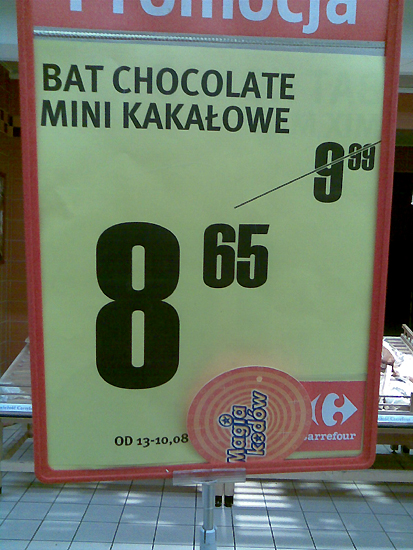 Promocja
BAT CHOCOLATE
MINI KAKAŁOWE
9 99
8 65
Magia
kodów
Carrefour
OD 13-10,08